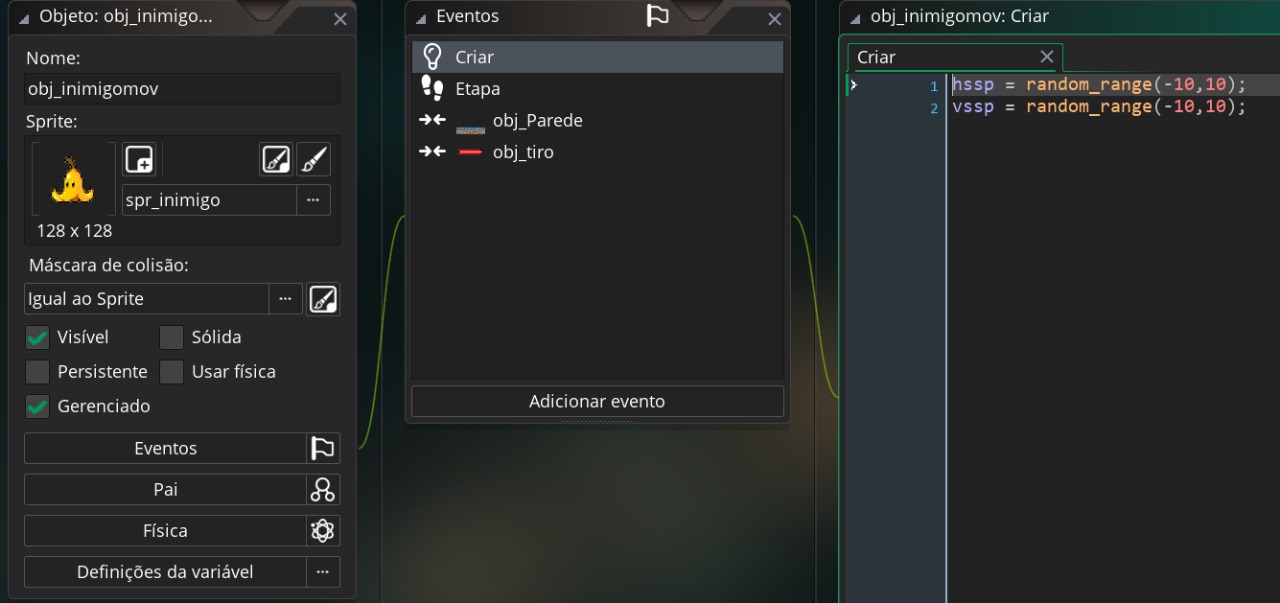 Objeto: obj_inimigo...
Nome:
obj_inimigomov
Sprite:
spr_inimigo
...
128 x 128
Máscara de colisão:
Igual ao Sprite
...
Visível
Sólida
Persistente
Usar física
Gerenciado
Eventos
Pai
Física
Definições da variável
...
Eventos
Criar
Etapa
obj_Parede
obj_tiro
Adicionar evento
obj_inimigomov: Criar
Criar
1 hssp = random_range(-10,10);
2 vssp = random_range(-10,10);